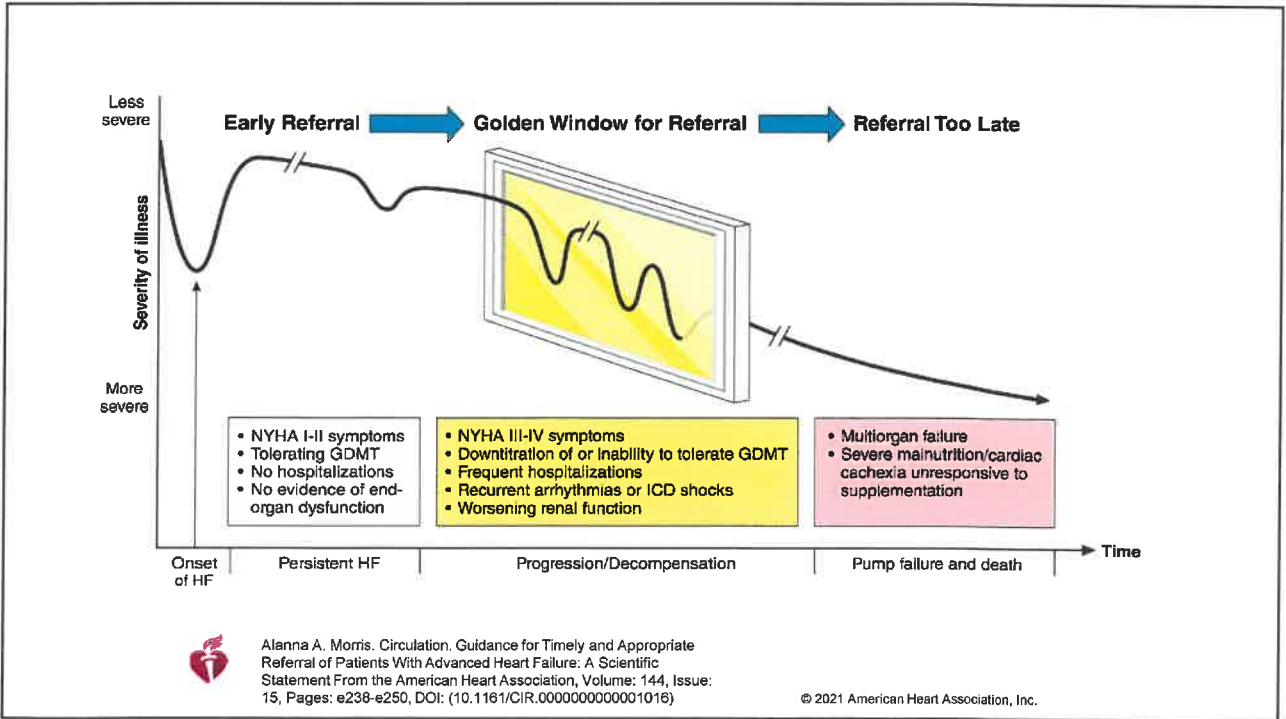 Less
severe
Early Referral
Golden Window for Referral
Referral Too Late
Severity of illness
More
severe
• NYHA I-II symptoms
• Tolerating GDMT
• No hospitalizations
• No evidence of end-
organ dysfunction
• NYHA III-IV symptoms
• Downtitration of or inability to tolerate GDMT
• Frequent hospitalizations
• Recurrent arrhythmias or ICD shocks
• Worsening renal function
• Multiorgan failure
• Severe malnutrition/cardiac
cachexia unresponsive to
supplementation
Time
Onset
of HF
Persistent HF
Progression/Decompensation
Pump failure and death
Alanna A. Morris. Circulation. Guidance for Timely and Appropriate
Referral of Patients With Advanced Heart Failure: A Scientific
Statement From the American Heart Association, Volume: 144, Issue:
15, Pages: e238-e250, DOI: (10.1161/CIR.0000000000001016)
© 2021 American Heart Association, Inc.